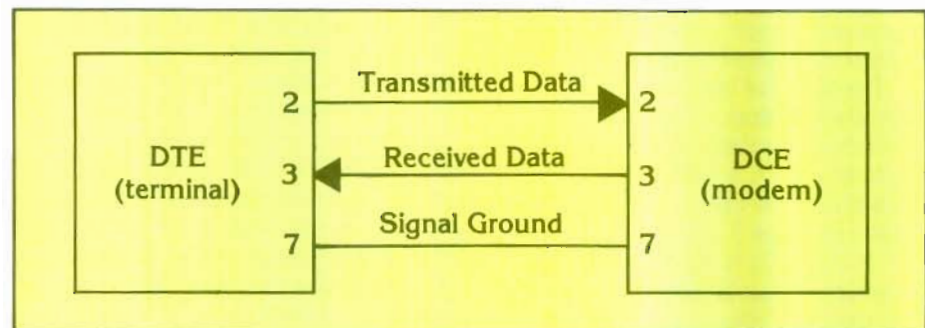 Transmitted Data
2 2
DTE
(terminal)
Received Data
3 3
DCE
(modem)
Signal Ground
7 7